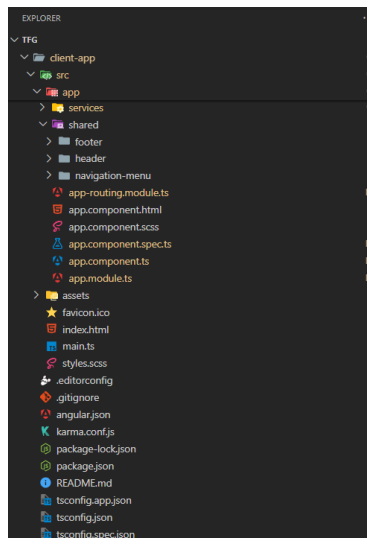 EXPLORER
TFG
client-app
src
app
services
shared
footer
header
navigation-menu
app-routing.module.ts
app.component.html
app.component.scss
app.component.spec.ts
app.component.ts
app.module.ts
assets
favicon.ico
index.html
main.ts
styles.scss
.editorconfig
.gitignore
angular.json
karma.conf.js
package-lock.json
package.json
README.md
tsconfig.app.json
tsconfig.json
tsconfig.spec.json